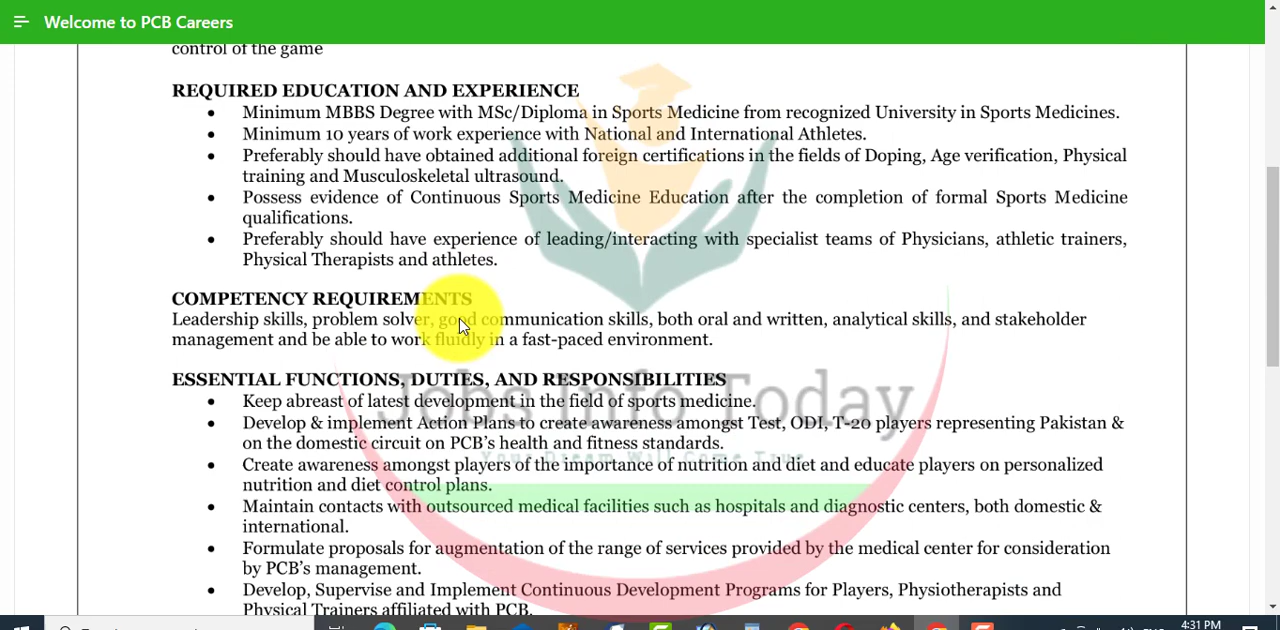 Welcome to PCB Careers
control of the game
REQUIRED EDUCATION AND EXPERIENCE
• Minimum MBBS Degree with MSc/Diploma in Sports Medicine from recognized University in Sports Medicines.
• Minimum 10 years of work experience with National and International Athletes.
• Preferably should have obtained additional foreign certifications in the fields of Doping, Age verification, Physical
training and Musculoskeletal ultrasound.
• Possess evidence of Continuous Sports Medicine Education after the completion of formal Sports Medicine
qualifications.
• Preferably should have experience of leading/interacting with specialist teams of Physicians, athletic trainers,
Physical Therapists and athletes.
COMPETENCY REQUIREMENTS
Leadership skills, problem solver, good communication skills, both oral and written, analytical skills, and stakeholder
management and be able to work fluidly in a fast-paced environment.
ESSENTIAL FUNCTIONS, DUTIES, AND RESPONSIBILITIES
Jobs Info Today
• Keep abreast of latest development in the field of sports medicine.
• Develop & implement Action Plans to create awareness amongst Test, ODI, T-20 players representing Pakistan &
on the domestic circuit on PCB's health and fitness standards.
Your Dream Will Come True
• Create awareness amongst players of the importance of nutrition and diet and educate players on personalized
nutrition and diet control plans.
• Maintain contacts with outsourced medical facilities such as hospitals and diagnostic centers, both domestic &
international.
• Formulate proposals for augmentation of the range of services provided by the medical center for consideration
by PCB's management.
• Develop, Supervise and Implement Continuous Development Programs for Players, Physiotherapists and
Physical Trainers affiliated with PCB.
4:31 PM